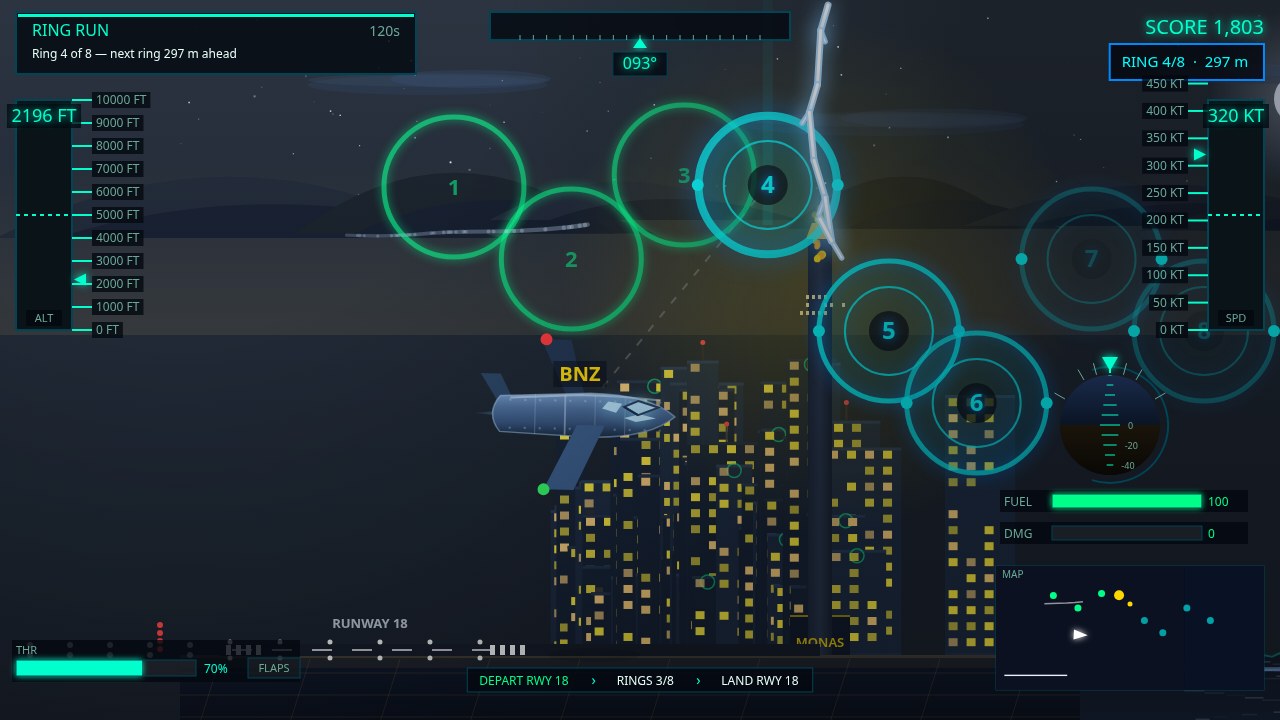 RING RUN 120s
Ring 4 of 8 — next ring 297 m ahead
093°
SCORE 1,803
RING 4/8 · 297 m
2196 FT
10000 FT
9000 FT
8000 FT
7000 FT
6000 FT
5000 FT
4000 FT
3000 FT
2000 FT
1000 FT
0 FT
ALT
450 KT
400 KT
350 KT
300 KT
250 KT
200 KT
150 KT
100 KT
50 KT
0 KT
320 KT
SPD
1
2
3
4
5
6
7
8
BNZ
0
-20
-40
FUEL 100
DMG 0
MAP
RUNWAY 18
MONAS
THR
70%
FLAPS
DEPART RWY 18 › RINGS 3/8 › LAND RWY 18